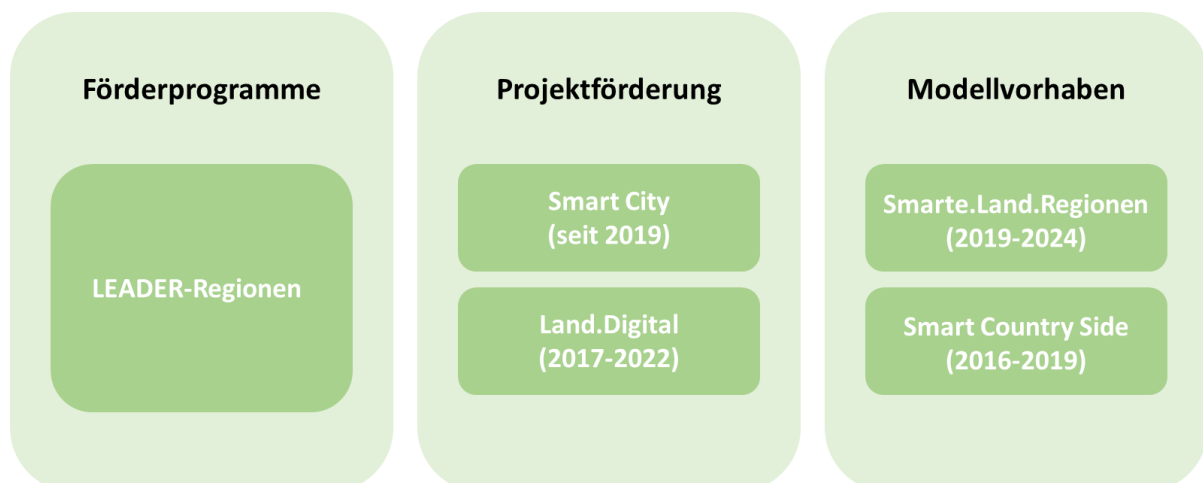 Förderprogramme
LEADER-Regionen
Projektförderung
Smart City
(seit 2019)
Land.Digital
(2017-2022)
Modellvorhaben
Smarte.Land.Regionen
(2019-2024)
Smart Country Side
(2016-2019)